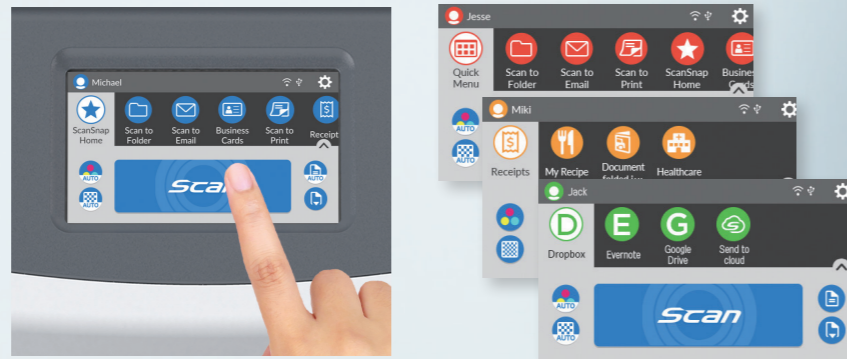 Michael
ScanSnap
Home
Scan to
Folder
Scan to
Email
Business
Cards
Scan to
Print
Receipt
AUTO
AUTO
AUTO
Jesse
Quick
Menu
Scan to
Folder
Scan to
Email
Scan to
Print
ScanSnap
Home
AUTO
AUTO
Miki
Receipts
My Recipe
Document
Healthcare
Jack
D
Dropbox
E
Evernote
G
Google
Drive
Send to
cloud
AUTO
AUTO
Scan